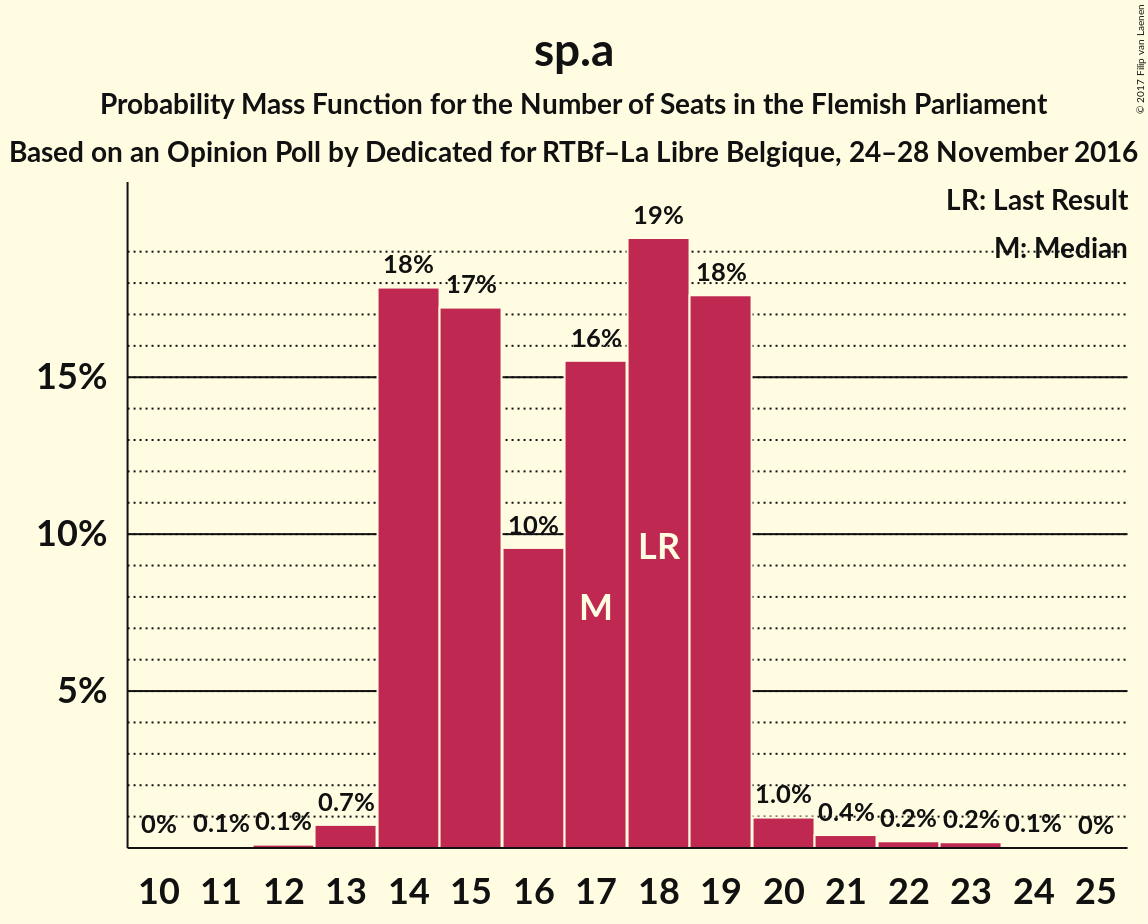 sp.a
Probability Mass Function for the Number of Seats in the Flemish Parliament
Based on an Opinion Poll by Dedicated for RTBf–La Libre Belgique, 24–28 November 2016
© 2017 Filip van Laenen
LR: Last Result
M: Median
15%
10%
5%
0%
0.1%
0.1%
0.7%
18%
17%
10%
16%
19%
18%
1.0%
0.4%
0.2%
0.2%
0.1%
0%
M
LR
10 11 12 13 14 15 16 17 18 19 20 21 22 23 24 25